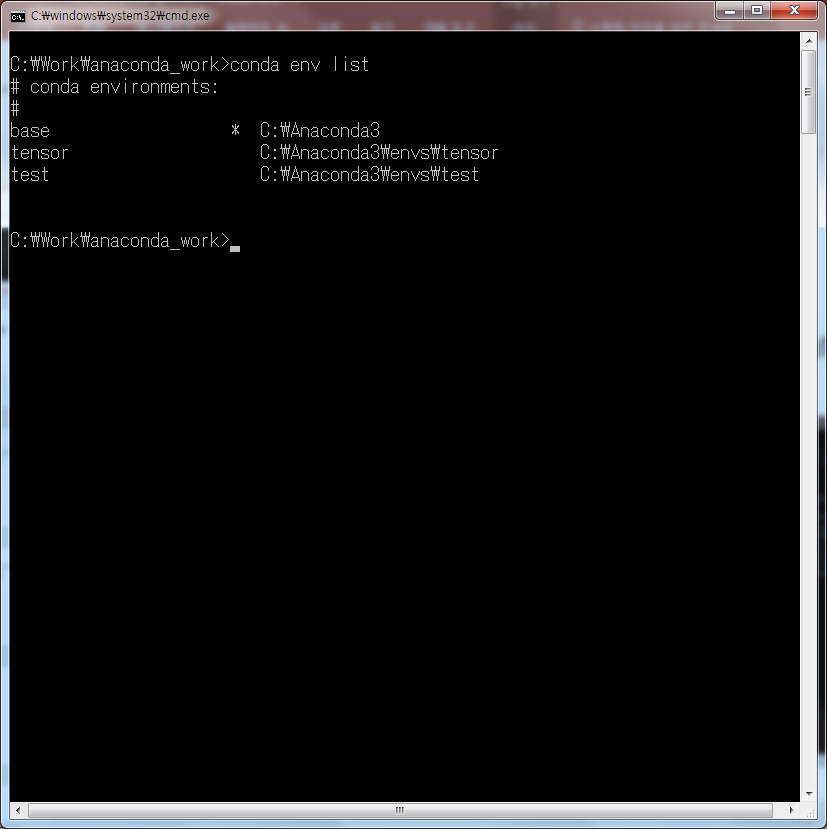 C:₩windows₩system32₩cmd.exe
C:₩Work₩anaconda_work>conda env list
# conda environments:
#
base                  *  C:₩Anaconda3
tensor                   C:₩Anaconda3₩envs₩tensor
test                     C:₩Anaconda3₩envs₩test
C:₩Work₩anaconda_work>